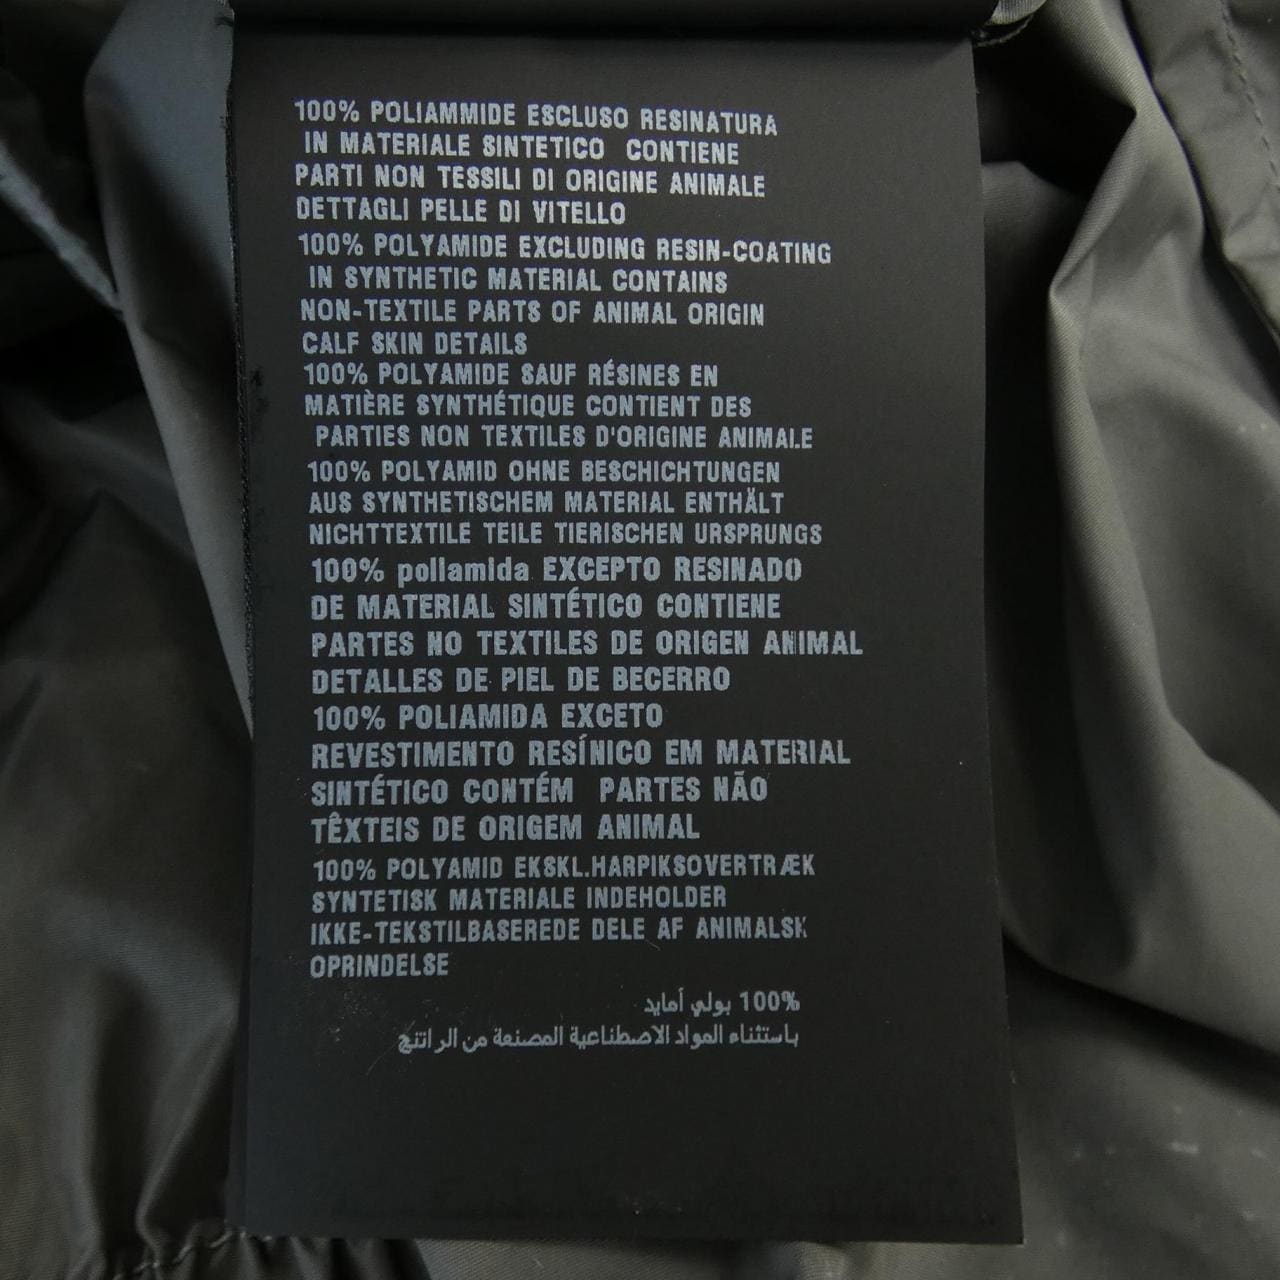 100% POLIAMMIDE ESCLUSO RESINATURA
IN MATERIALE SINTETICO CONTIENE
PARTI NON TESSILI DI ORIGINE ANIMALE
DETTAGLI PELLE DI VITELLO
100% POLYAMIDE EXCLUDING RESIN-COATING
IN SYNTHETIC MATERIAL CONTAINS
NON-TEXTILE PARTS OF ANIMAL ORIGIN
CALF SKIN DETAILS
100% POLYAMIDE SAUF RÉSINES EN
MATIÈRE SYNTHÉTIQUE CONTIENT DES
PARTIES NON TEXTILES D'ORIGINE ANIMALE
100% POLYAMID OHNE BESCHICHTUNGEN
AUS SYNTHETISCHEM MATERIAL ENTHÄLT
NICHTTEXTILE TEILE TIERISCHEN URSPRUNGS
100% poliamida EXCEPTO RESINADO
DE MATERIAL SINTÉTICO CONTIENE
PARTES NO TEXTILES DE ORIGEN ANIMAL
DETALLES DE PIEL DE BECERRO
100% POLIAMIDA EXCETO
REVESTIMENTO RESÍNICO EM MATERIAL
SINTÉTICO CONTÉM PARTES NÃO
TÊXTEIS DE ORIGEM ANIMAL
100% POLYAMID EKSKL.HARPIKSOVERTRÆK
SYNTETISK MATERIALE INDEHOLDER
IKKE-TEKSTILBASEREDE DELE AF ANIMALSK
OPRINDELSE
100% بولي أمايد
باستثناء المواد الاصطناعية المصنعة من الراتنج